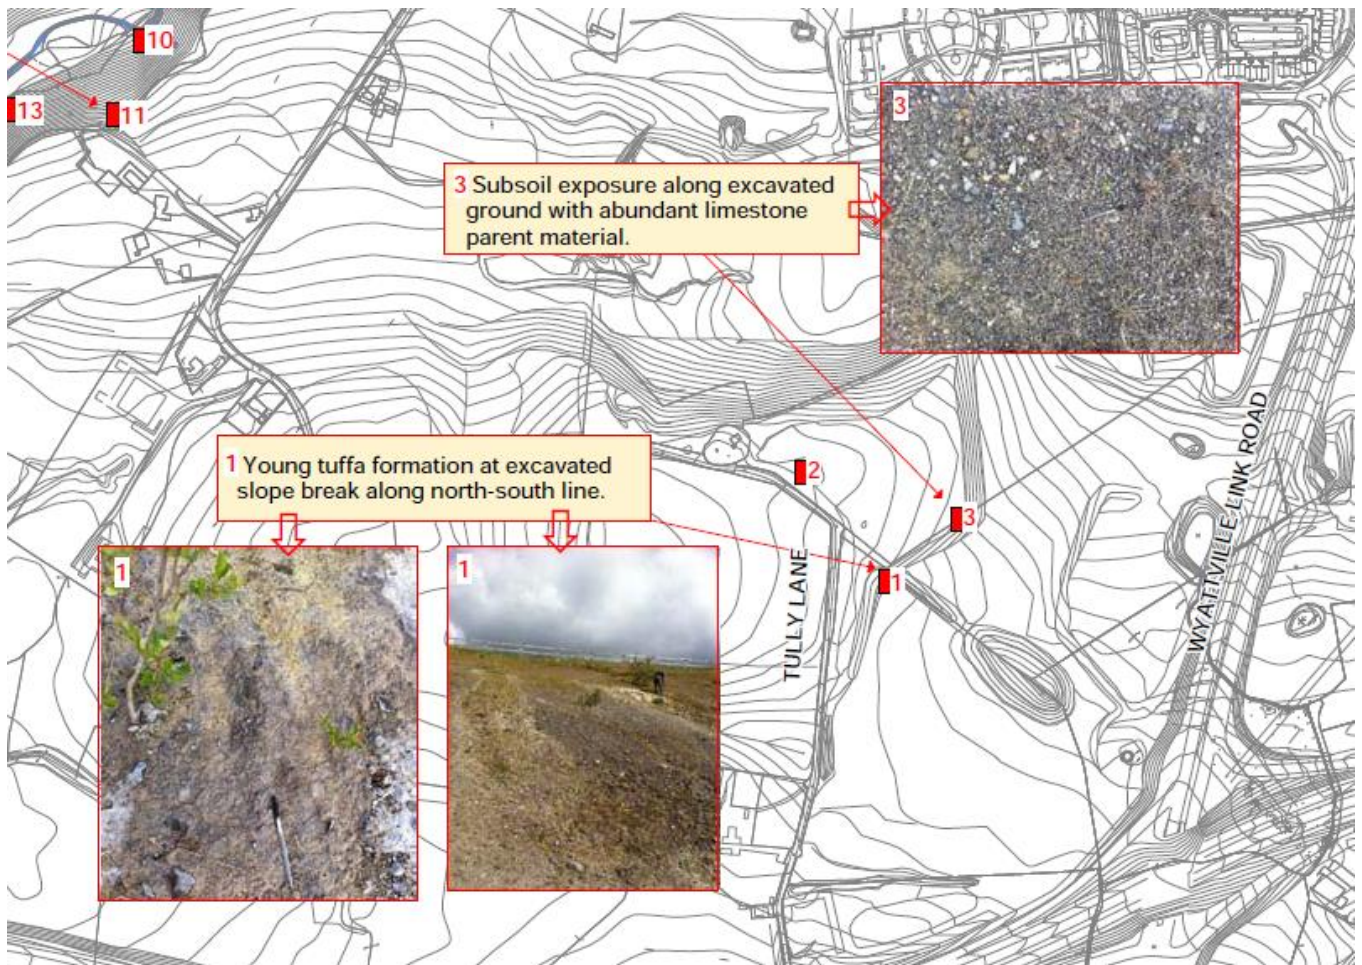 10
13
11
3
3 Subsoil exposure along excavated
ground with abundant limestone
parent material.
1 Young tuffa formation at excavated
slope break along north-south line.
2
3
1
1
1
TULLY LANE
WYATTVILLE LINK ROAD